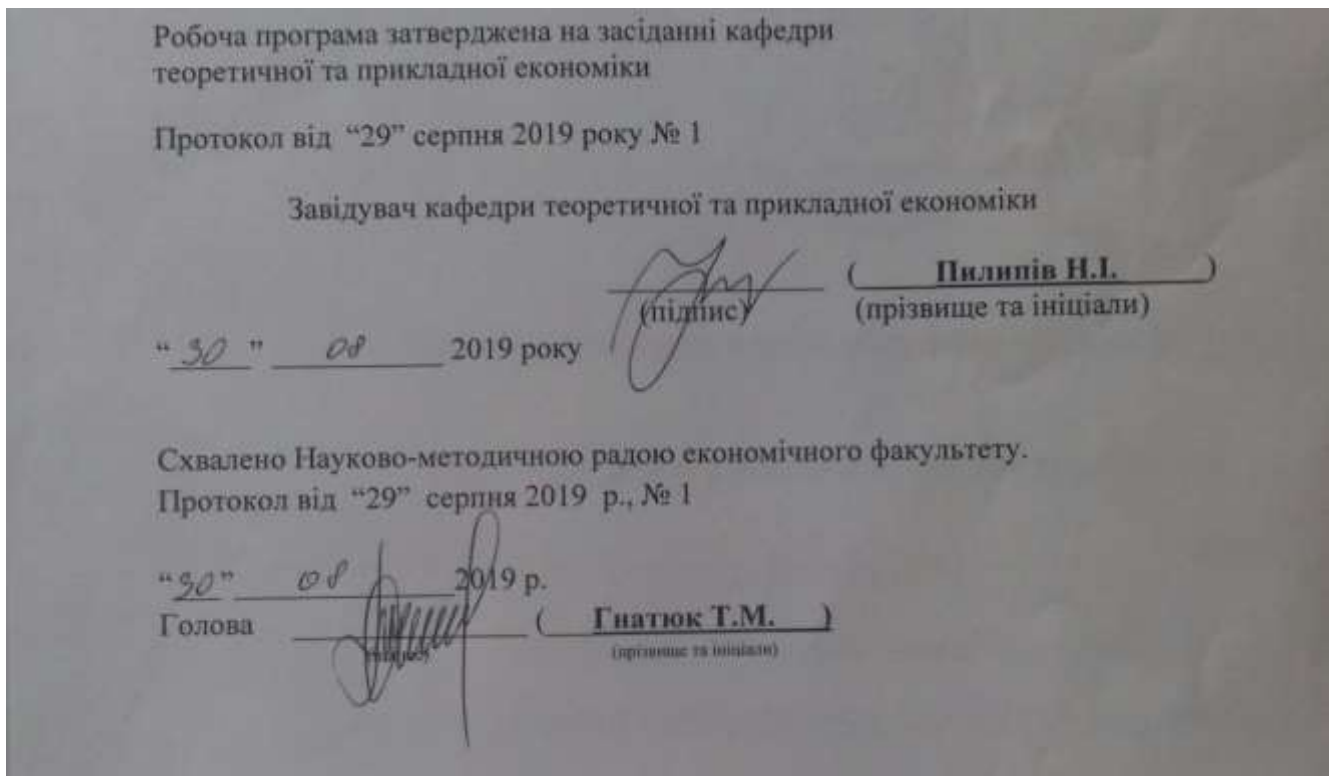 Робоча програма затверджена на засіданні кафедри
теоретичної та прикладної економіки
Протокол від “29” серпня 2019 року № 1
Завідувач кафедри теоретичної та прикладної економіки
( Пилипів Н.І. )
(підпис) (прізвище та ініціали)
“ 30 ” 08 2019 року
Схвалено Науково-методичною радою економічного факультету.
Протокол від “29” серпня 2019 р., № 1
“30” 08 2019 р.
Голова ( Гнатюк Т.М. )
(підпис) (прізвище та ініціали)